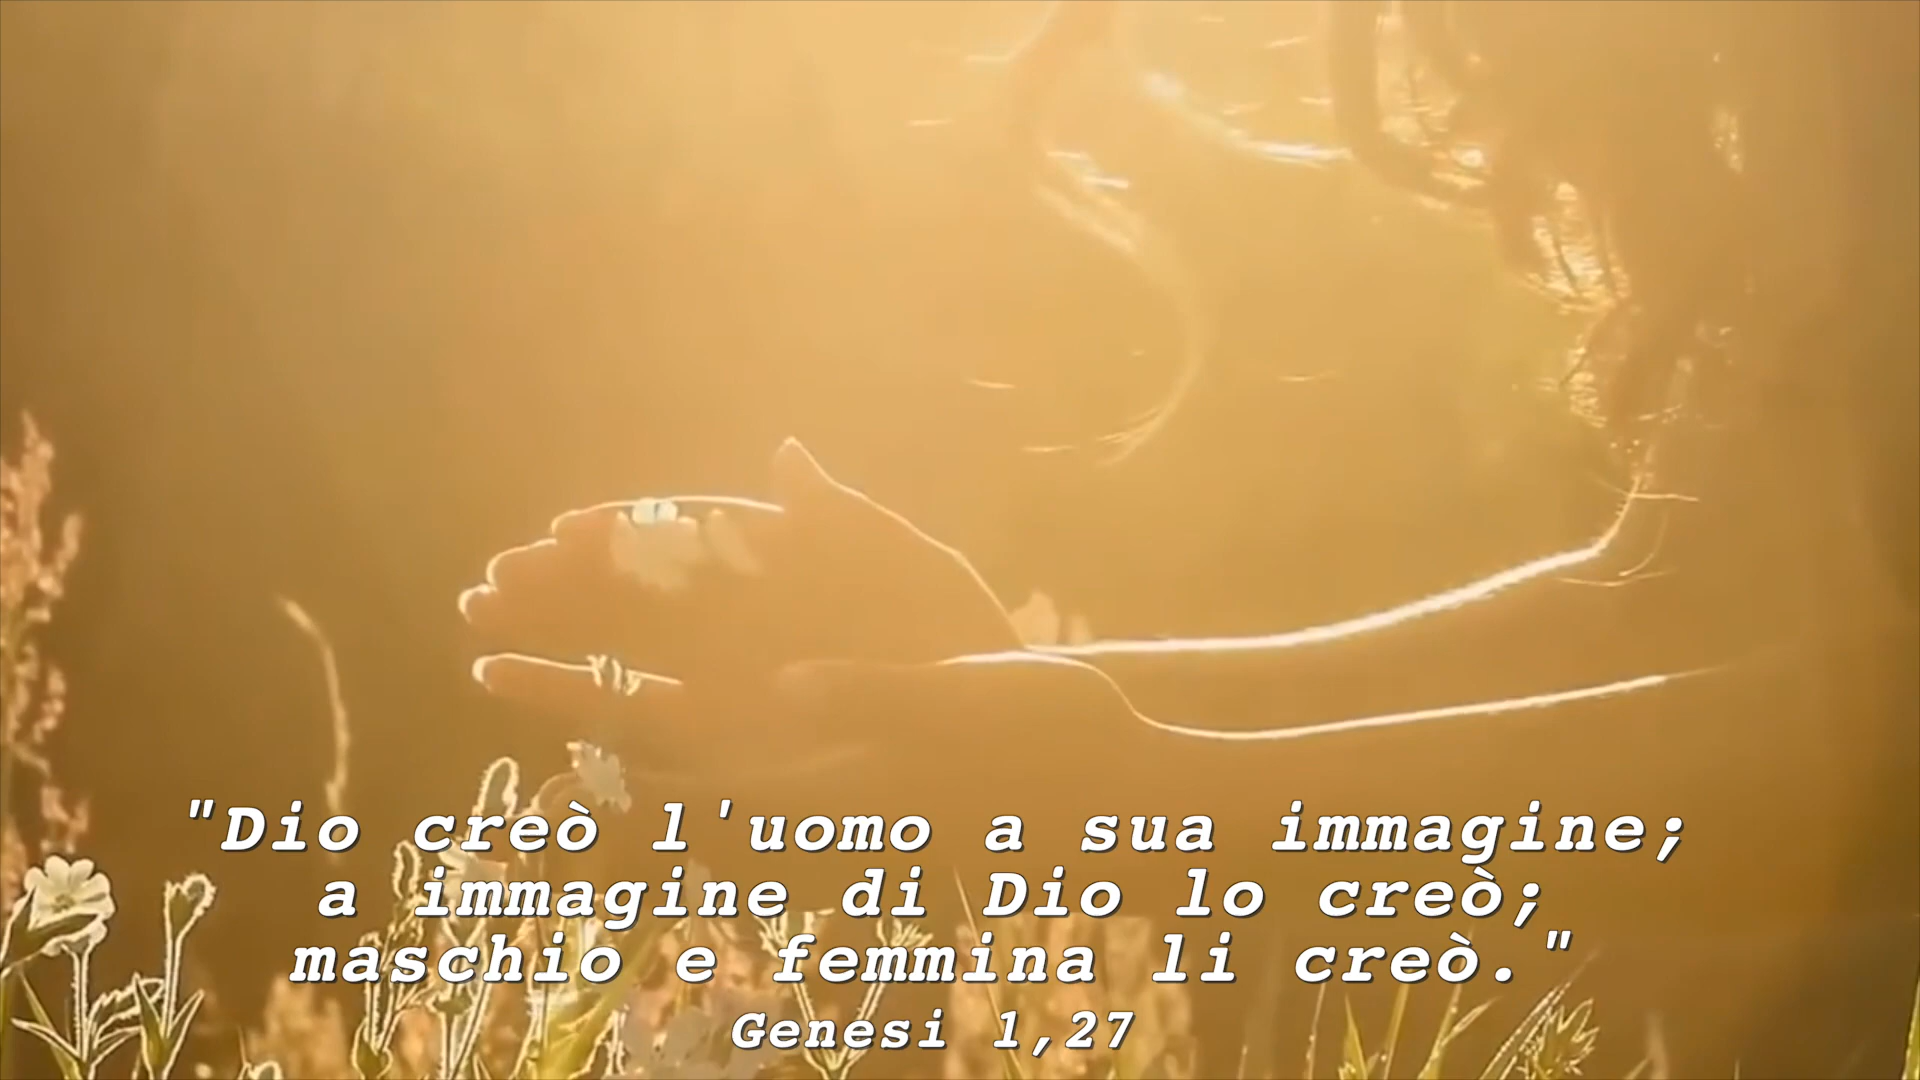 "Dio creò l'uomo a sua immagine;
a immagine di Dio lo creò;
maschio e femmina li creò."
Genesi 1,27